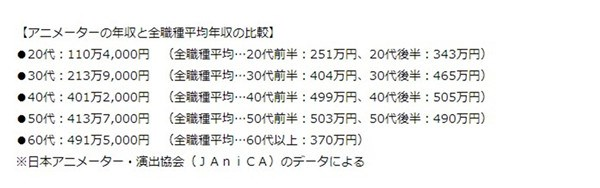 【アニメーターの年収と全職種平均年収の比較】
●20代：110万4,000円　（全職種平均…20代前半：251万円、20代後半：343万円）
●30代：213万9,000円　（全職種平均…30代前半：404万円、30代後半：465万円）
●40代：401万2,000円　（全職種平均…40代前半：499万円、40代後半：505万円）
●50代：413万7,000円　（全職種平均…50代前半：503万円、50代後半：490万円）
●60代：491万5,000円　（全職種平均…60代以上：370万円）
※日本アニメーター・演出協会（ＪＡｎｉＣＡ）のデータによる